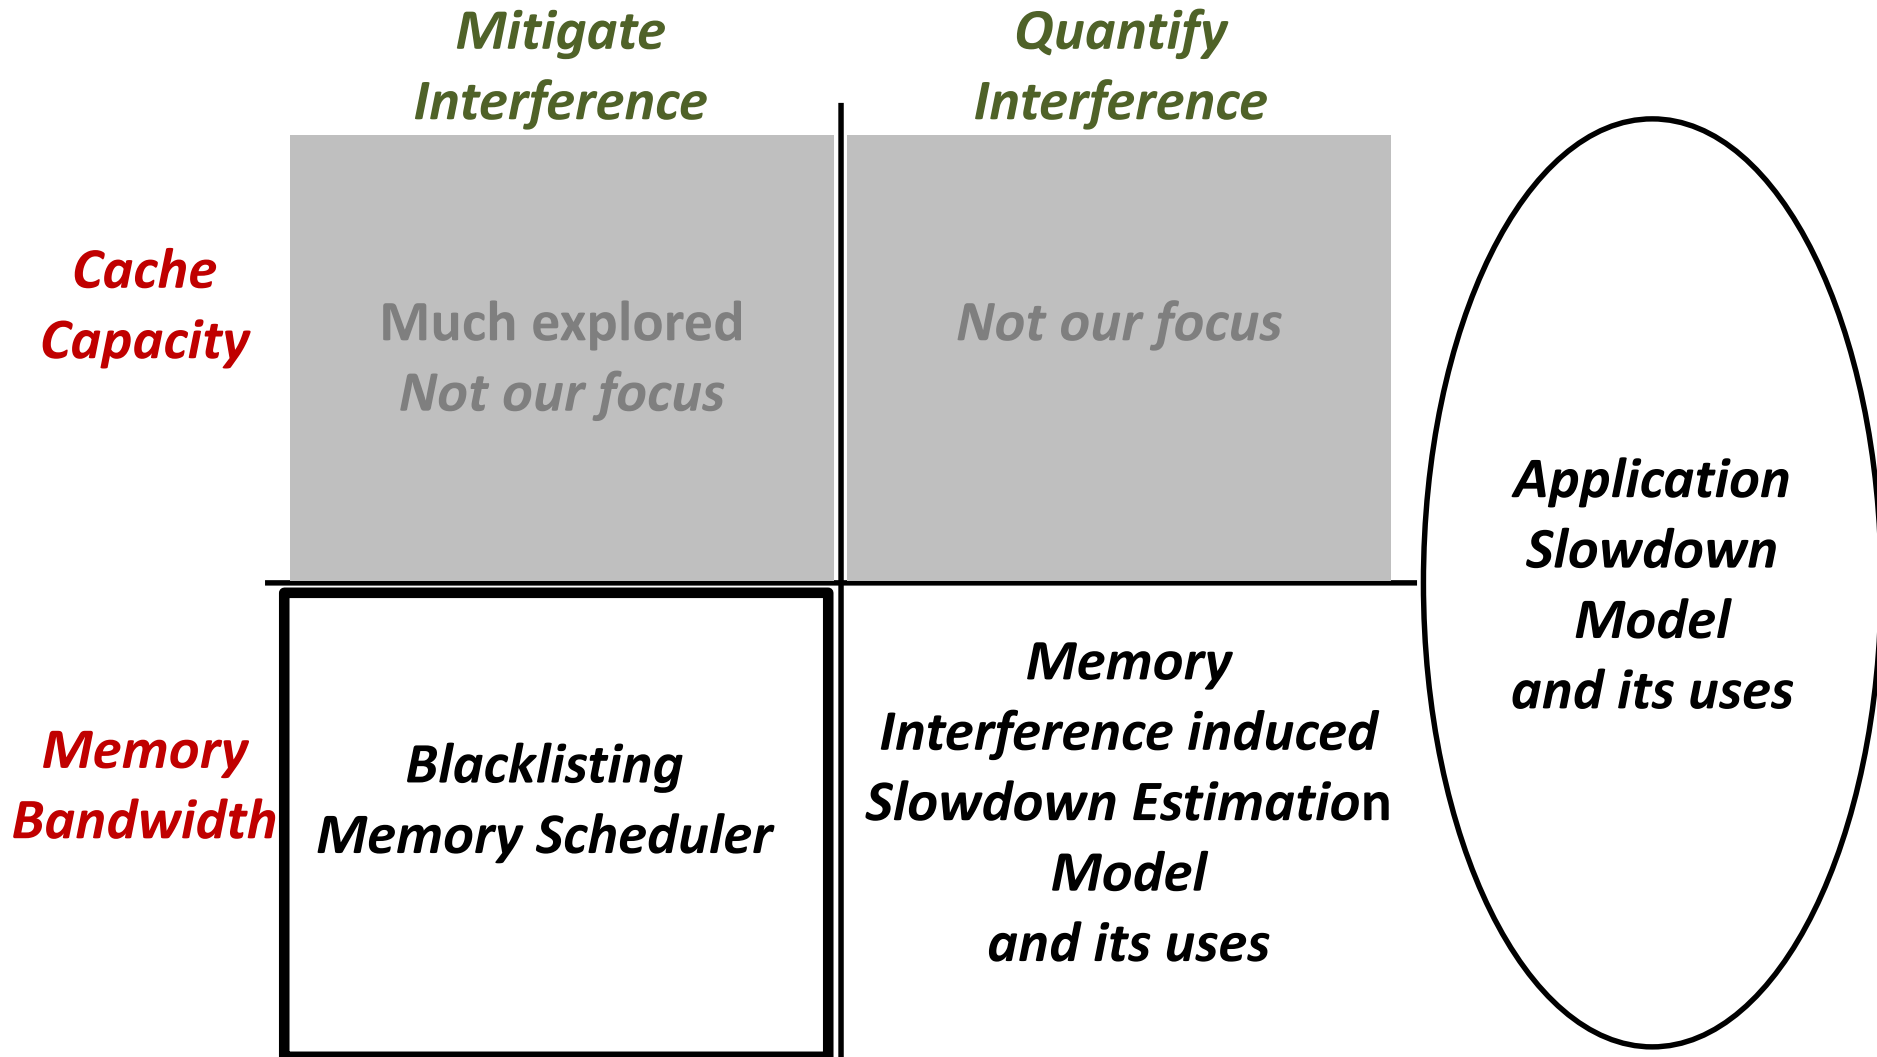 Mitigate
Interference
Quantify
Interference
Cache
Capacity
Much explored
Not our focus
Not our focus
Memory
Bandwidth
Blacklisting
Memory Scheduler
Memory
Interference induced
Slowdown Estimation
Model
and its uses
Application
Slowdown
Model
and its uses